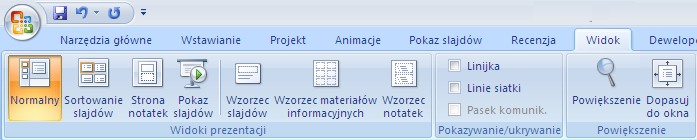 Narzędzia główne Wstawianie Projekt Animacje Pokaz slajdów Recenzja Widok Dewelop
Normalny Sortowanie slajdów Strona notatek Pokaz slajdów Wzorzec slajdów Wzorzec materiałów informacyjnych Wzorzec notatek
Widoki prezentacji
Linijka
Linie siatki
Pasek komunik.
Pokazywanie/ukrywanie
Powiększenie Dopasuj do okna
Powiększenie